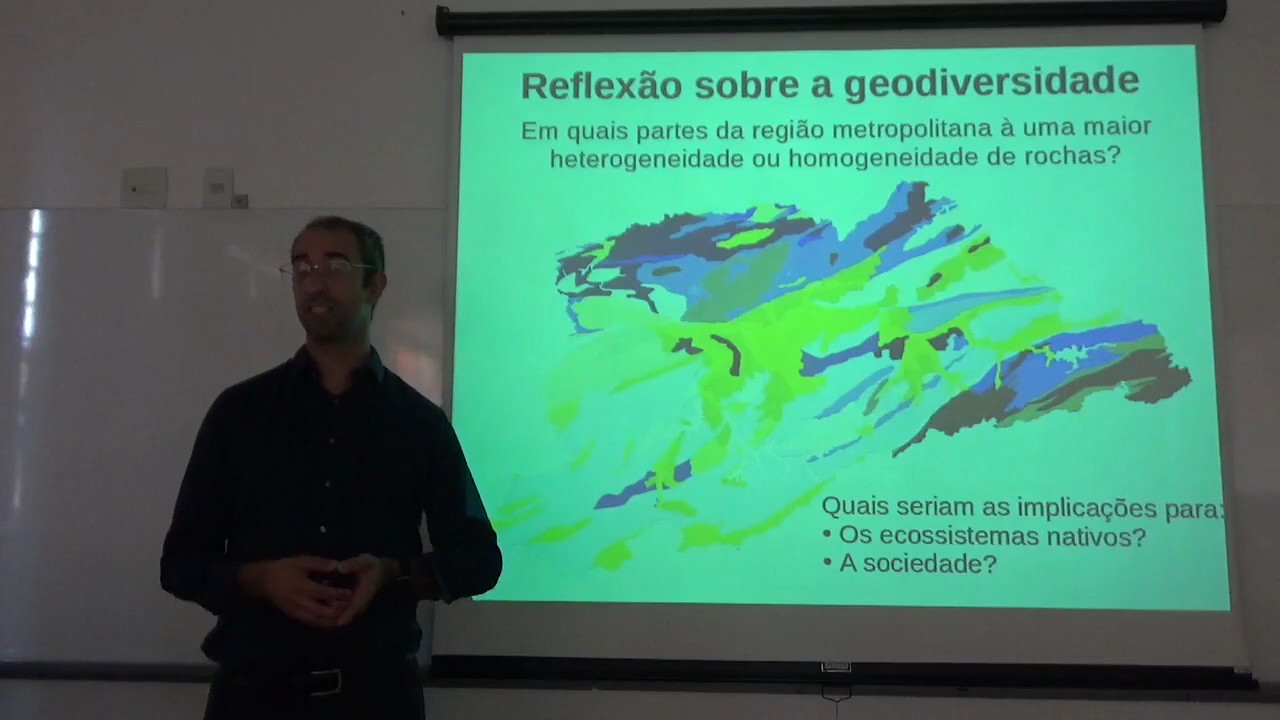 Reflexão sobre a geodiversidade
Em quais partes da região metropolitana à uma maior
heterogeneidade ou homogeneidade de rochas?
Quais seriam as implicações para:
• Os ecossistemas nativos?
• A sociedade?